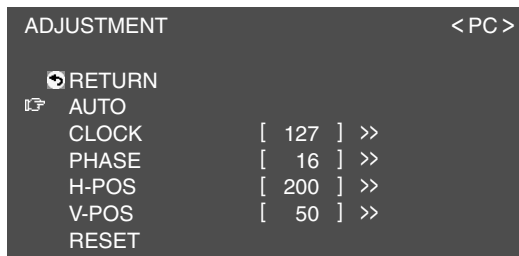 ADJUSTMENT <PC>
RETURN
AUTO
CLOCK [ 127 ] >>
PHASE [ 16 ] >>
H-POS [ 200 ] >>
V-POS [ 50 ] >>
RESET